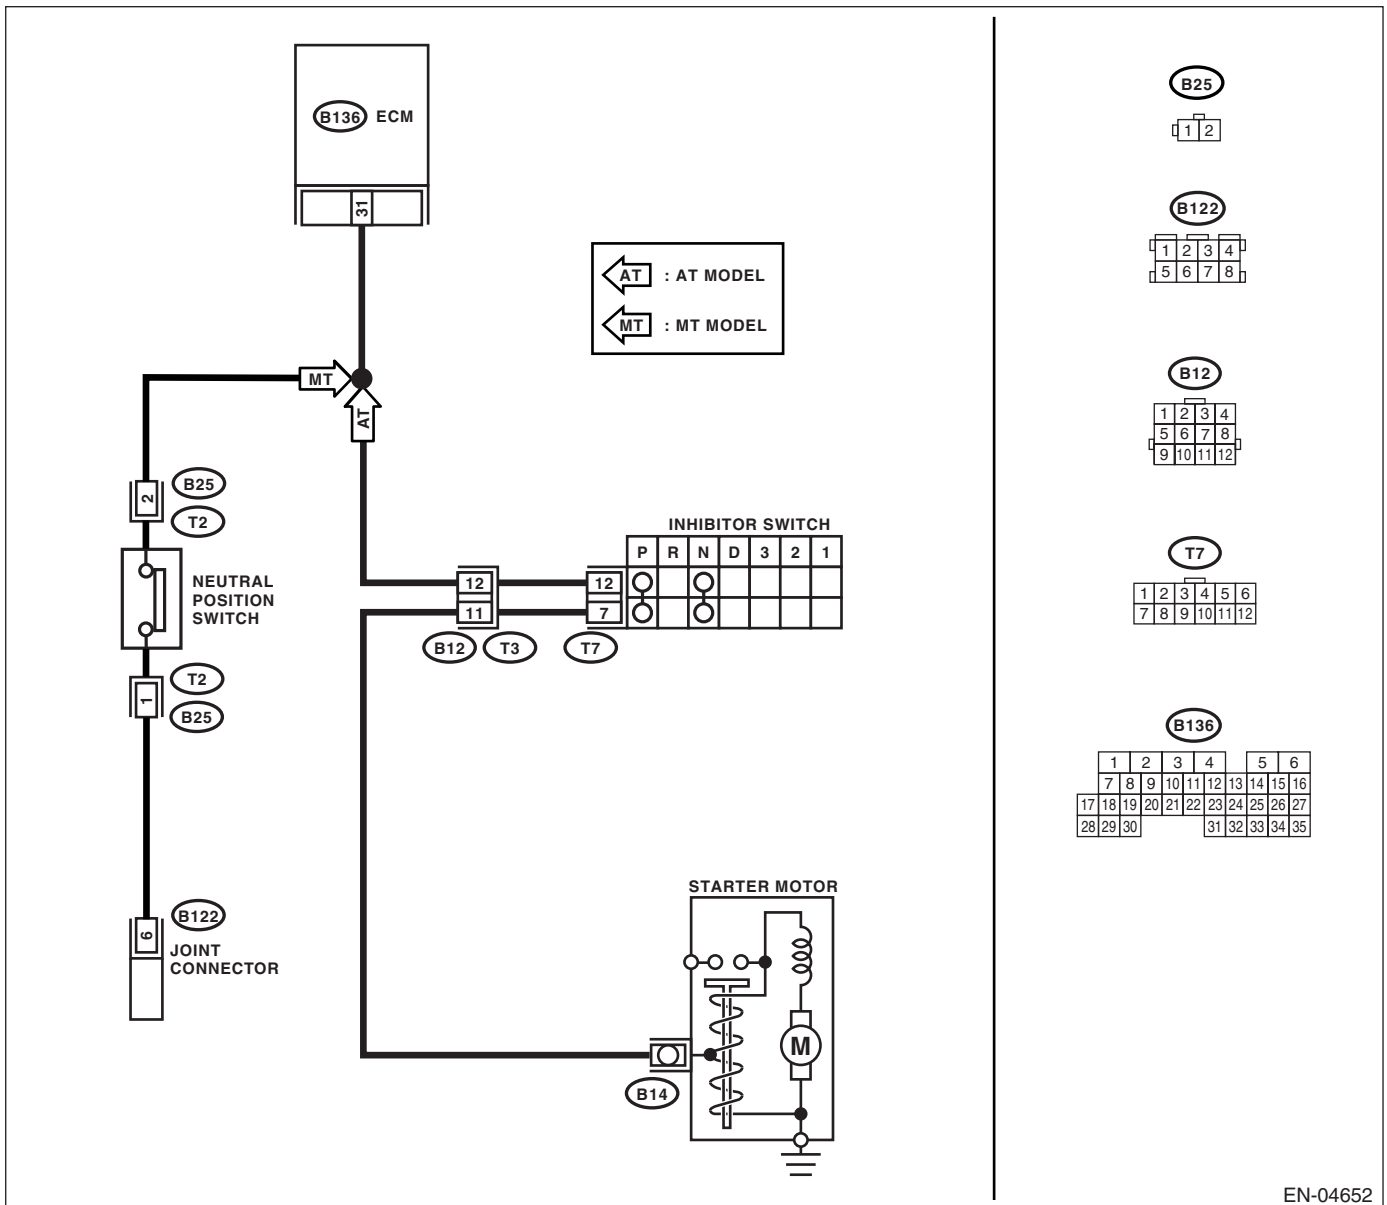 B136 ECM
31
AT : AT MODEL
MT : MT MODEL
MT
AT
2
B25
T2
NEUTRAL
POSITION
SWITCH
1
T2
B25
6
B122
JOINT
CONNECTOR
INHIBITOR SWITCH
P R N D 3 2 1
12 12
11 7
B12 T3 T7
STARTER MOTOR
M
B14
B25
1 2
B122
1 2 3 4
5 6 7 8
B12
1 2 3 4
5 6 7 8
9 10 11 12
T7
1 2 3 4 5 6
7 8 9 10 11 12
B136
1 2 3 4 5 6
7 8 9 10 11 12 13 14 15 16
17 18 19 20 21 22 23 24 25 26 27
28 29 30 31 32 33 34 35
EN-04652